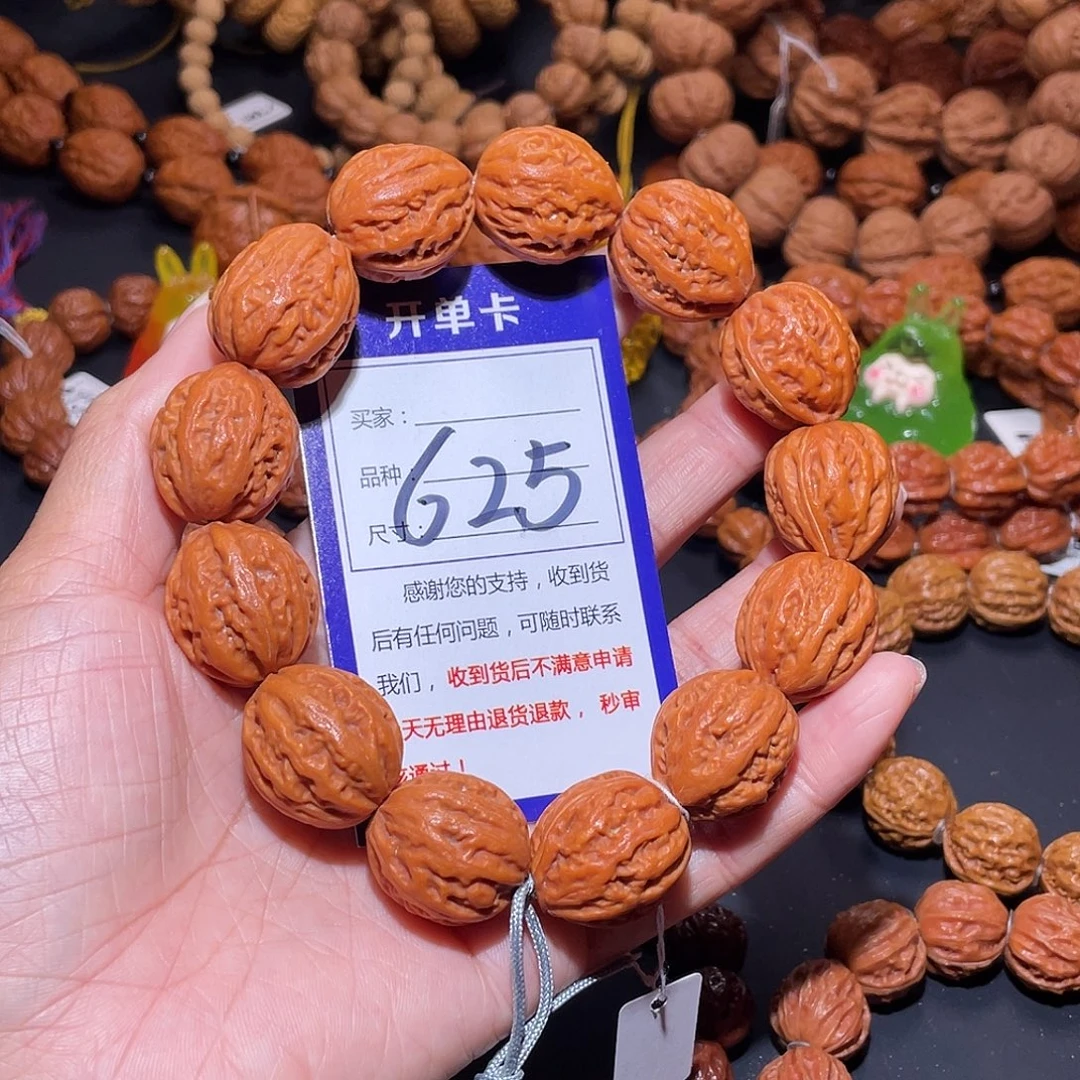 开单卡
买家：
品种：
625
尺寸：
感谢您的支持，收到货
后有任何问题，可随时联系
我们，收到货后不满意申请
天无理由退货退款，秒审
核通过！